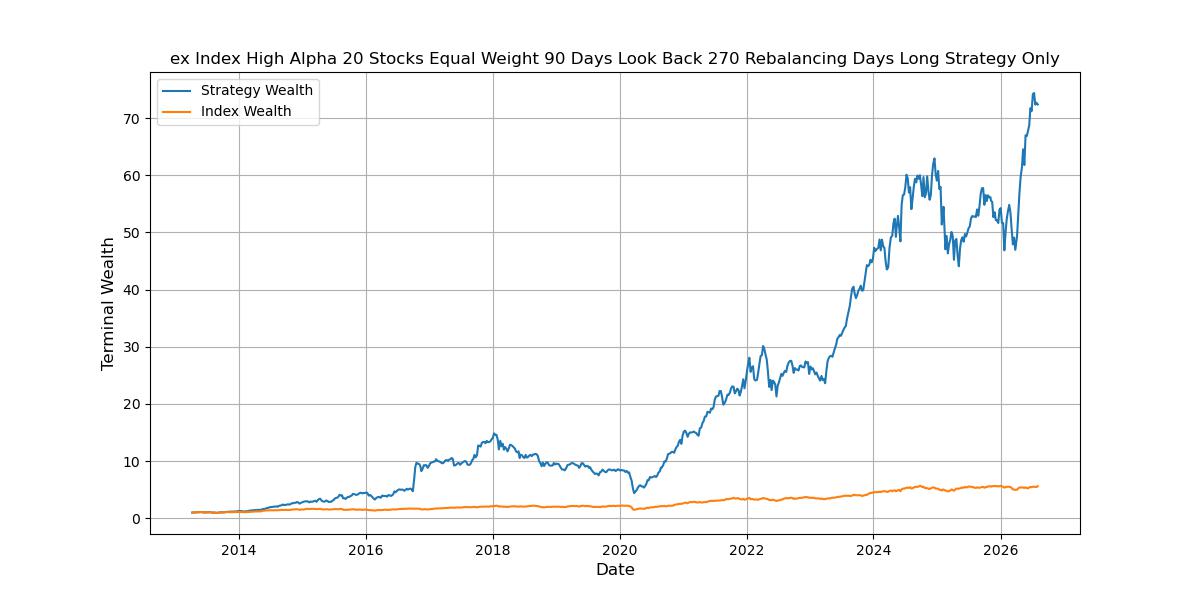 ex Index High Alpha 20 Stocks Equal Weight 90 Days Look Back 270 Rebalancing Days Long Strategy Only
Strategy Wealth
Index Wealth
Terminal Wealth
70
60
50
40
30
20
10
0
2014 2016 2018 2020 2022 2024 2026
Date